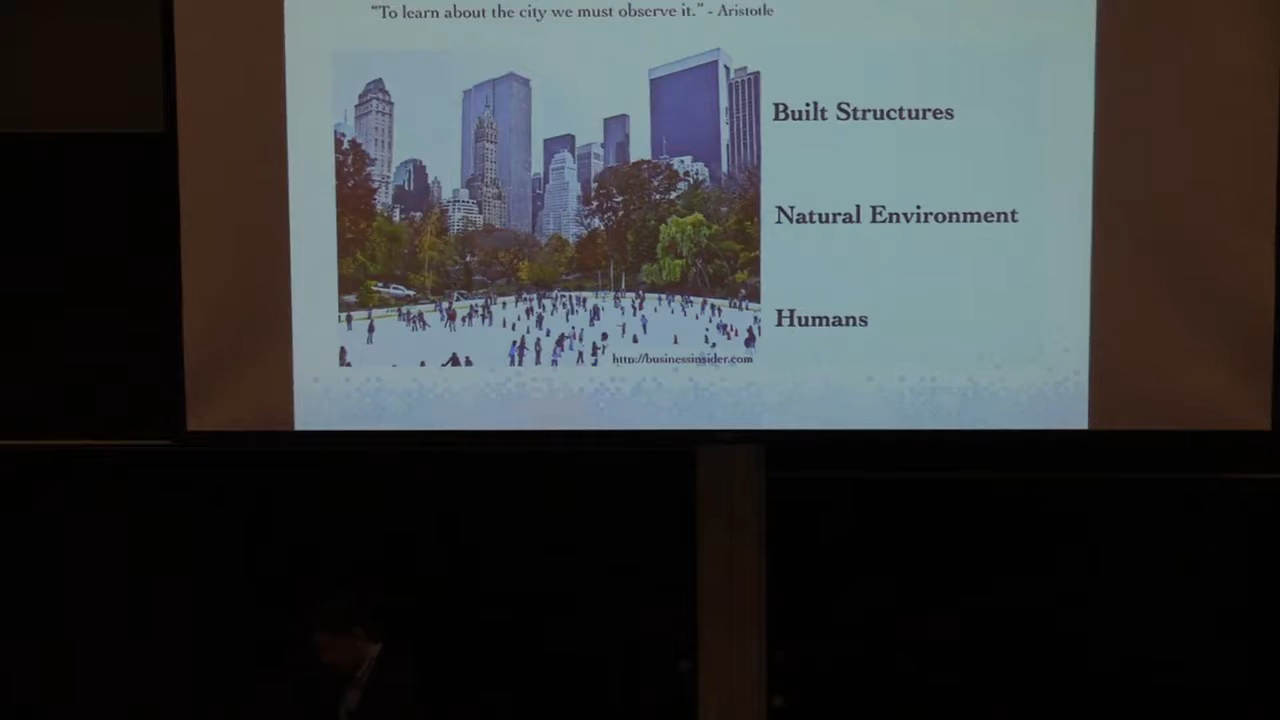 “To learn about the city we must observe it.” - Aristotle
Built Structures
Natural Environment
Humans
http://businessinsider.com